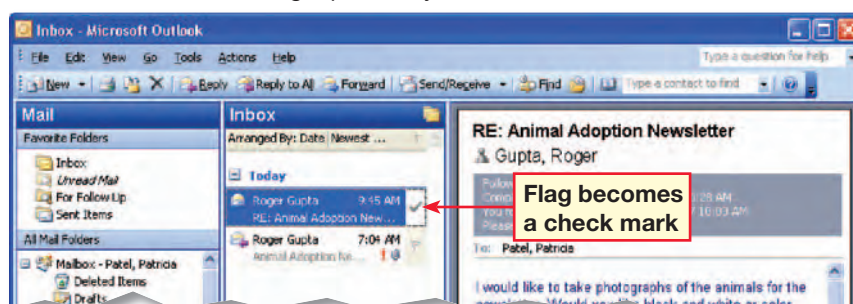 Inbox - Microsoft Outlook
File Edit View Go Tools Actions Help
Type a question for help
New Reply Reply to All Forward Send/Receive Find Type a contact to find
Mail
Favorite Folders
Inbox
Unread Mail
For Follow Up
Sent Items
All Mail Folders
Mailbox - Patel, Patricia
Deleted Items
Drafts
Inbox
Arranged By: Date Newest ...
Today
Roger Gupta 9:45 AM
RE: Animal Adoption New...
Roger Gupta 7:04 AM
Animal Adoption Ne...
RE: Animal Adoption Newsletter
Gupta, Roger
Flag becomes
a check mark
To: Patel, Patricia
I would like to take photographs of the animals for the